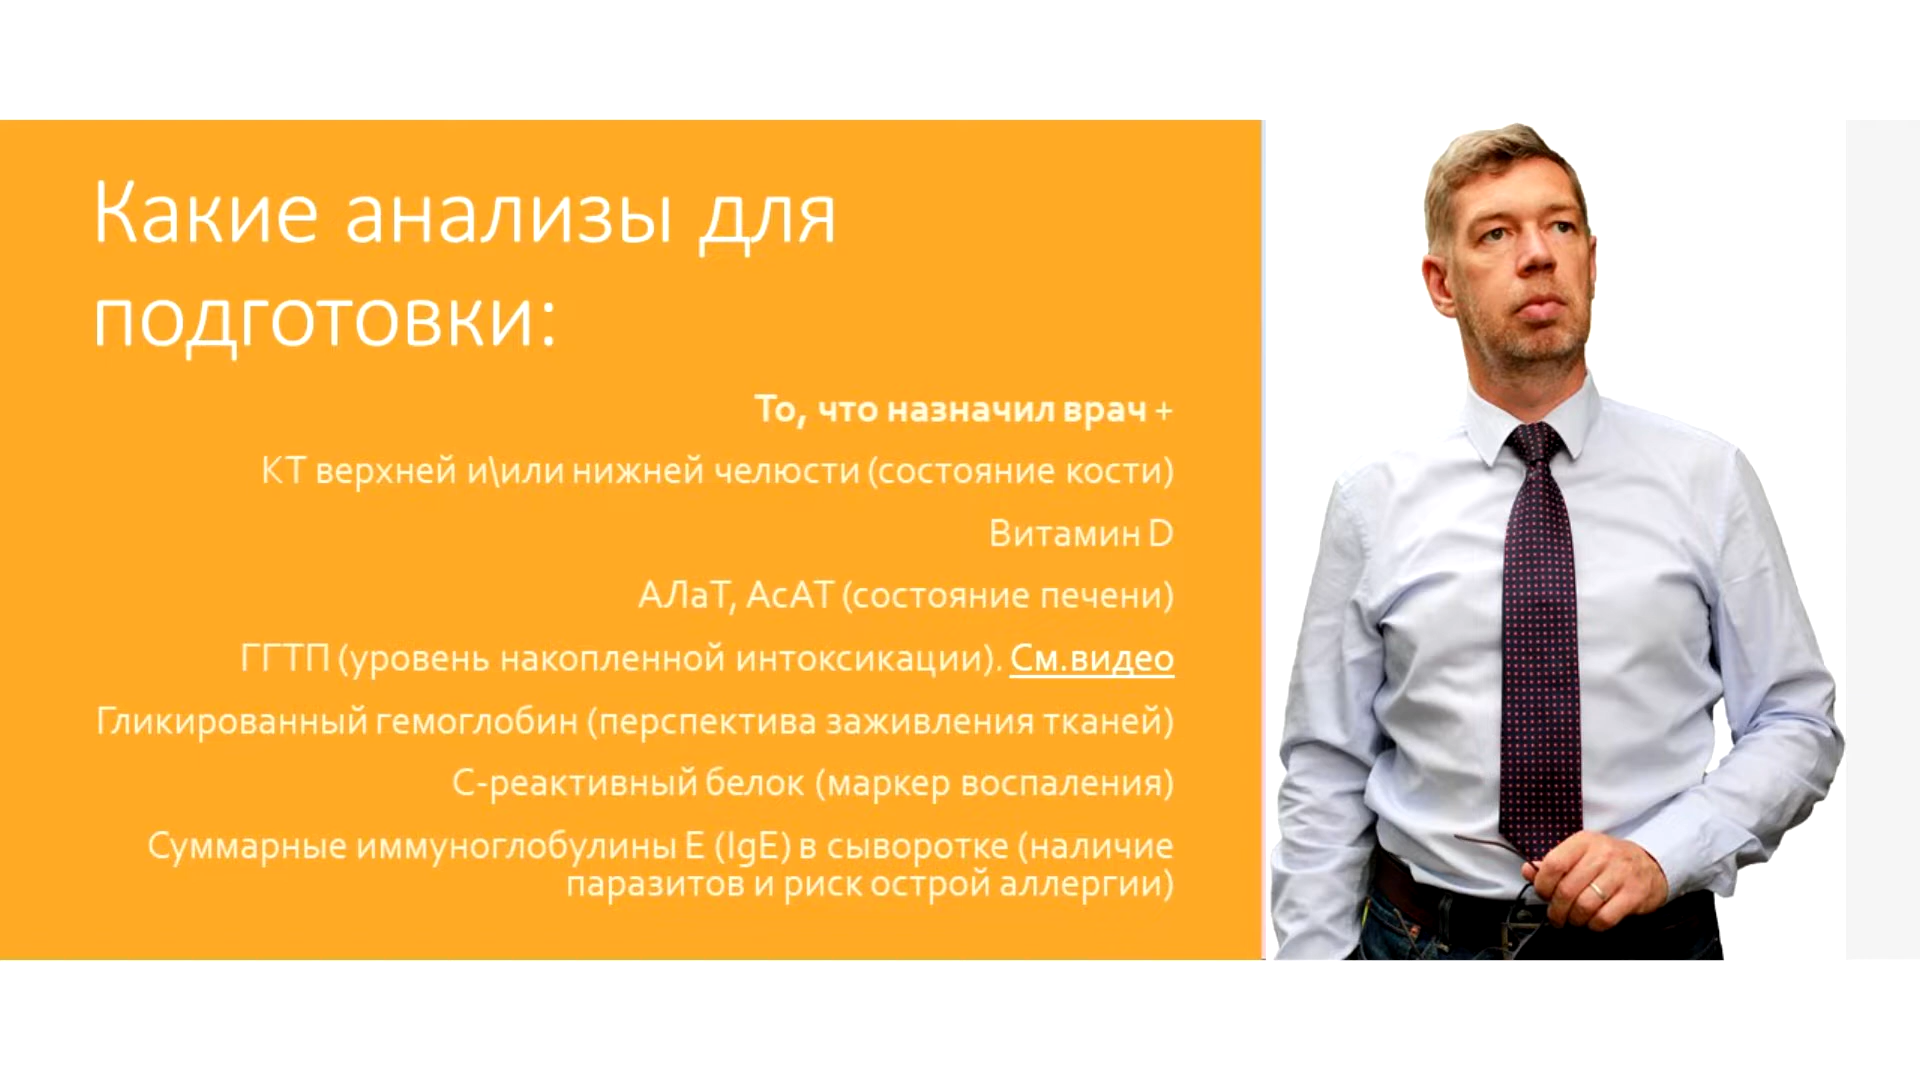 Какие анализы для
подготовки:
То, что назначил врач +
КТ верхней и\или нижней челюсти (состояние кости)
Витамин D
АЛаТ, АсАТ (состояние печени)
ГГТП (уровень накопленной интоксикации). См.видео
Гликированный гемоглобин (перспектива заживления тканей)
С-реактивный белок (маркер воспаления)
Суммарные иммуноглобулины E (IgE) в сыворотке (наличие
паразитов и риск острой аллергии)